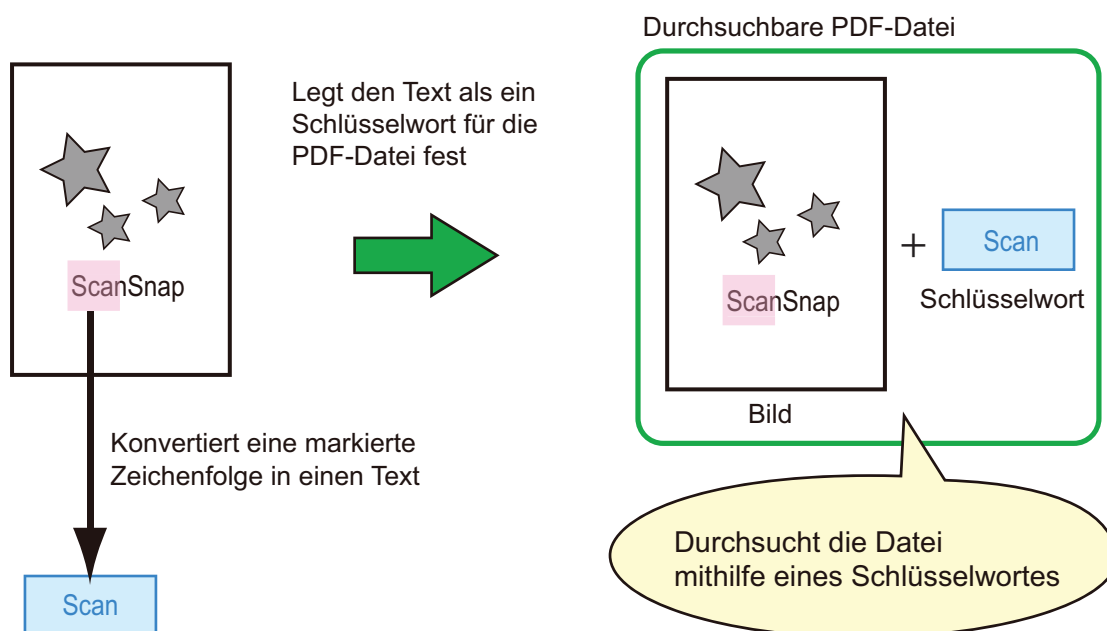 Durchsuchbare PDF-Datei
Legt den Text als ein
Schlüsselwort für die
PDF-Datei fest
ScanSnap
Konvertiert eine markierte
Zeichenfolge in einen Text
Scan
ScanSnap
Bild
+
Scan
Schlüsselwort
Durchsucht die Datei
mithilfe eines Schlüsselwortes